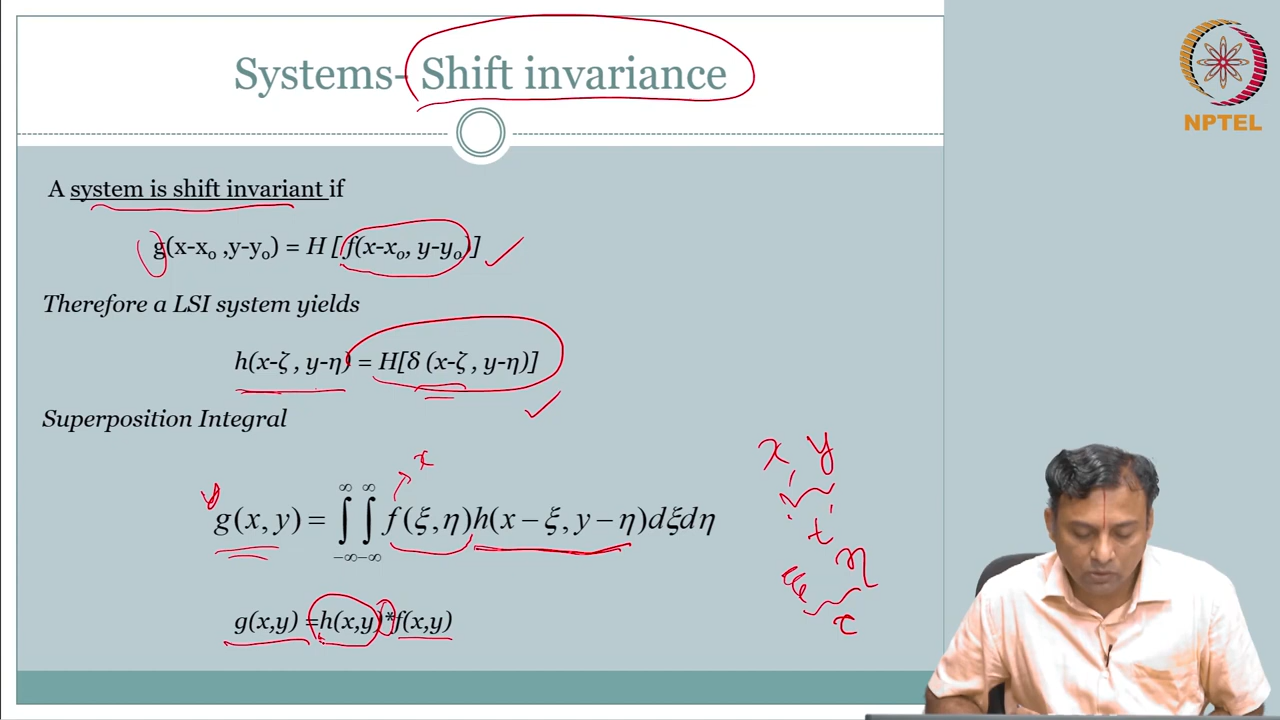 Systems- Shift invariance
NPTEL
A system is shift invariant if
g(x-x₀ ,y-y₀) = H [ f(x-x₀, y-y₀)]
Therefore a LSI system yields
h(x-ζ , y-η) = H[δ (x-ζ , y-η)]
Superposition Integral
x y
x
y
g(x, y) = ∫_{-∞}^{∞} ∫_{-∞}^{∞} f(ξ, η)h(x − ξ, y − η)dξdη
t
η
τ
g(x,y) =h(x,y)*f(x,y)